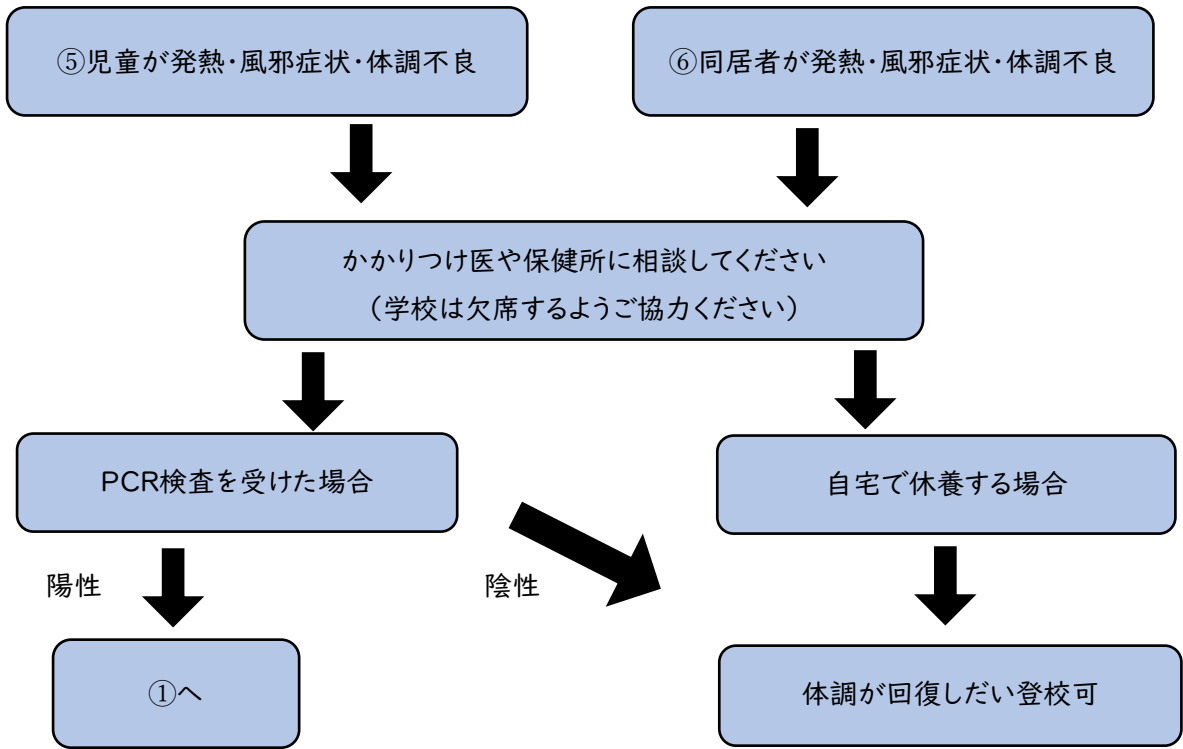 ⑤児童が発熱・風邪症状・体調不良
⑥同居者が発熱・風邪症状・体調不良
かかりつけ医や保健所に相談してください
（学校は欠席するようご協力ください）
PCR検査を受けた場合
自宅で休養する場合
陽性
陰性
①へ
体調が回復しだい登校可